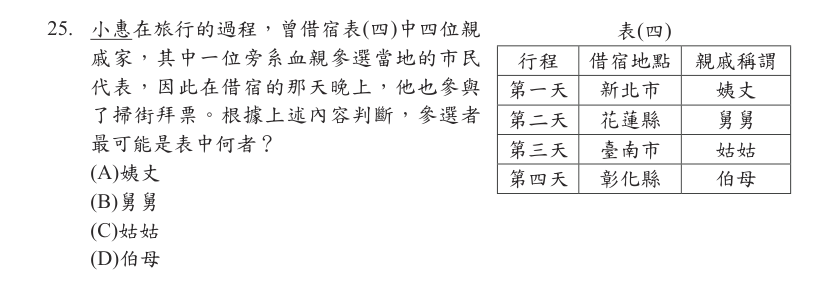 25. 小惠在旅行的過程，曾借宿表(四)中四位親
戚家，其中一位旁系血親參選當地的市民
代表，因此在借宿的那天晚上，他也參與
了掃街拜票。根據上述內容判斷，參選者
最可能是表中何者？
(A)姨丈
(B)舅舅
(C)姑姑
(D)伯母
表(四)
行程 借宿地點 親戚稱謂
第一天 新北市 姨丈
第二天 花蓮縣 舅舅
第三天 臺南市 姑姑
第四天 彰化縣 伯母